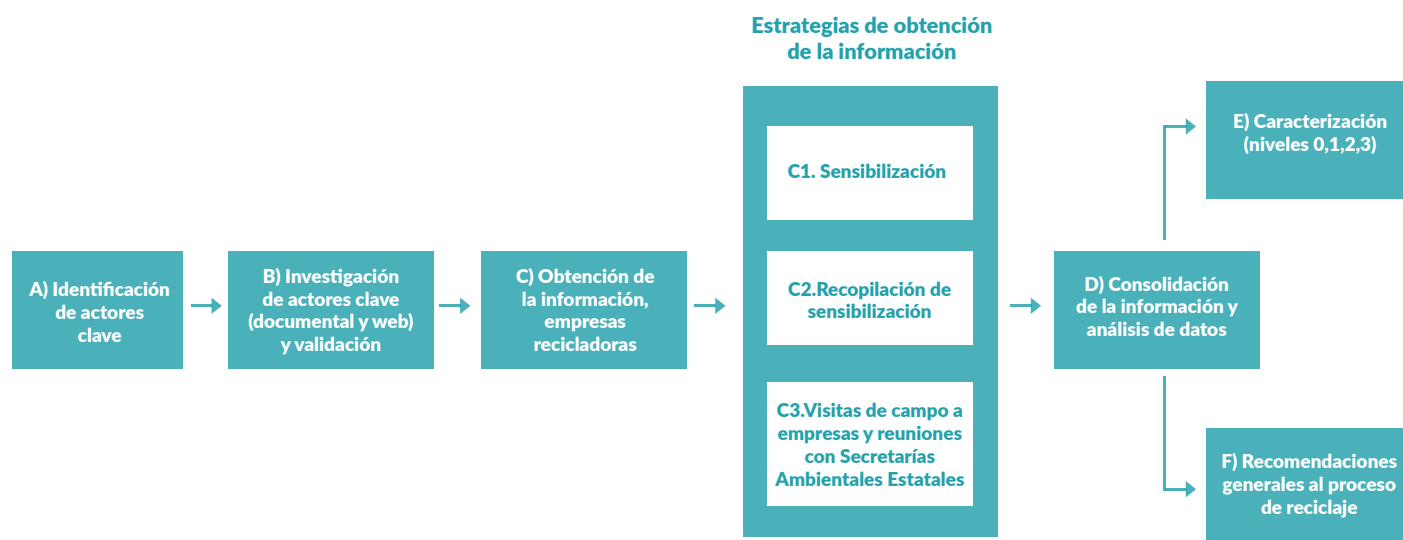 Estrategias de obtención
de la información
A) Identificación
de actores
clave
B) Investigación
de actores clave
(documental y web)
y validación
C) Obtención de
la información,
empresas
recicladoras
C1. Sensibilización
C2.Recopilación de
sensibilización
C3.Visitas de campo a
empresas y reuniones
con Secretarías
Ambientales Estatales
D) Consolidación
de la información y
análisis de datos
E) Caracterización
(niveles 0,1,2,3)
F) Recomendaciones
generales al proceso
de reciclaje